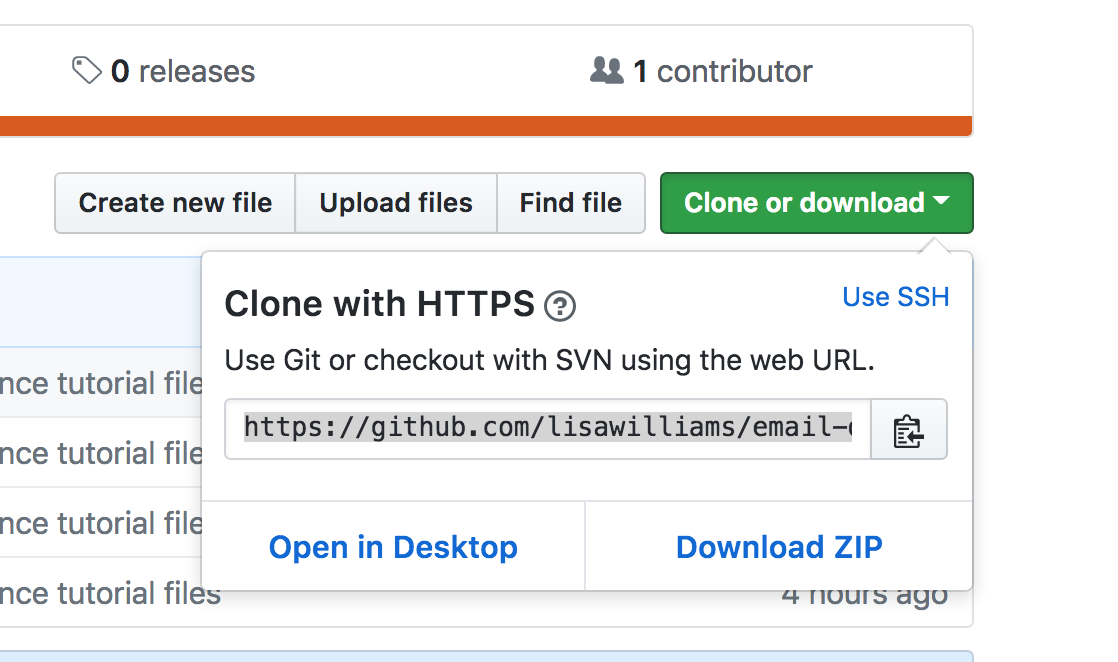 0 releases
1 contributor
Create new file
Upload files
Find file
Clone or download
Clone with HTTPS ?
Use SSH
Use Git or checkout with SVN using the web URL.
nce tutorial file
https://github.com/lisawilliams/email-
nce tutorial file
nce tutorial file
Open in Desktop
Download ZIP
nce tutorial files
4 hours ago